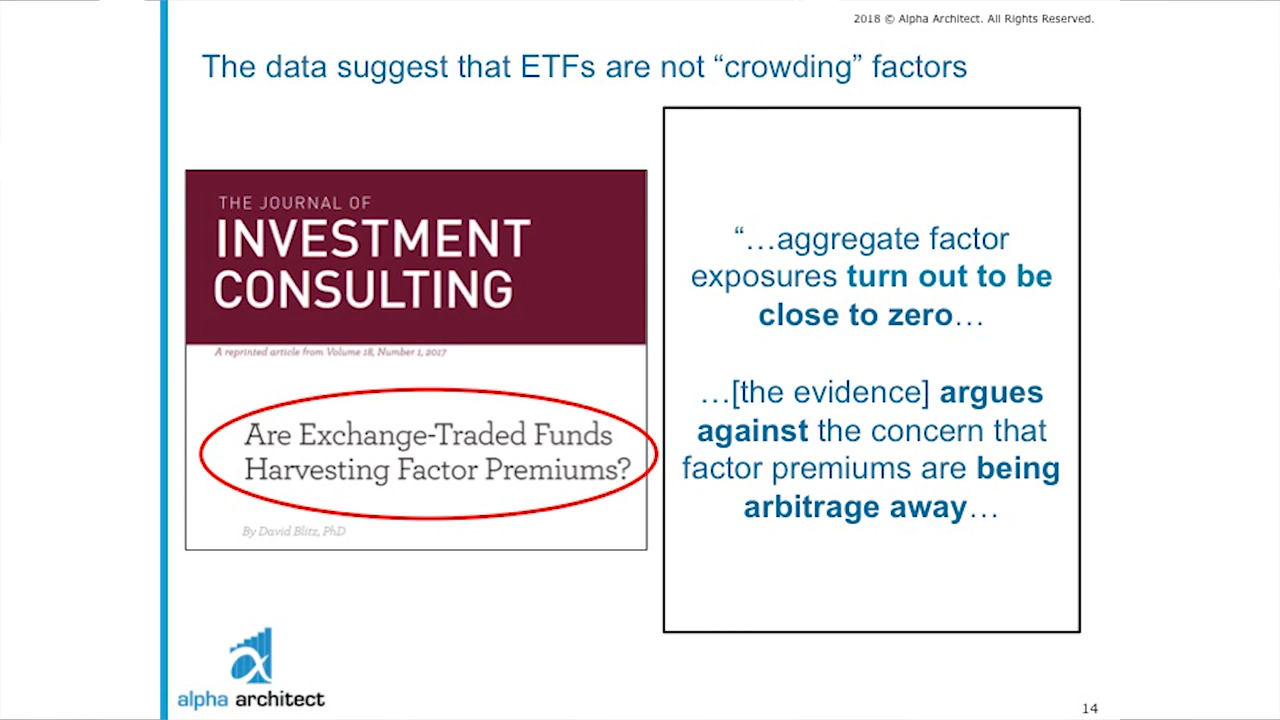 2018 © Alpha Architect. All Rights Reserved.
The data suggest that ETFs are not “crowding” factors
THE JOURNAL OF
INVESTMENT
CONSULTING
A reprinted article from Volume 18, Number 1, 2017
Are Exchange-Traded Funds
Harvesting Factor Premiums?
By David Blitz, PhD
“…aggregate factor
exposures turn out to be
close to zero…
…[the evidence] argues
against the concern that
factor premiums are being
arbitrage away…
alpha architect
14